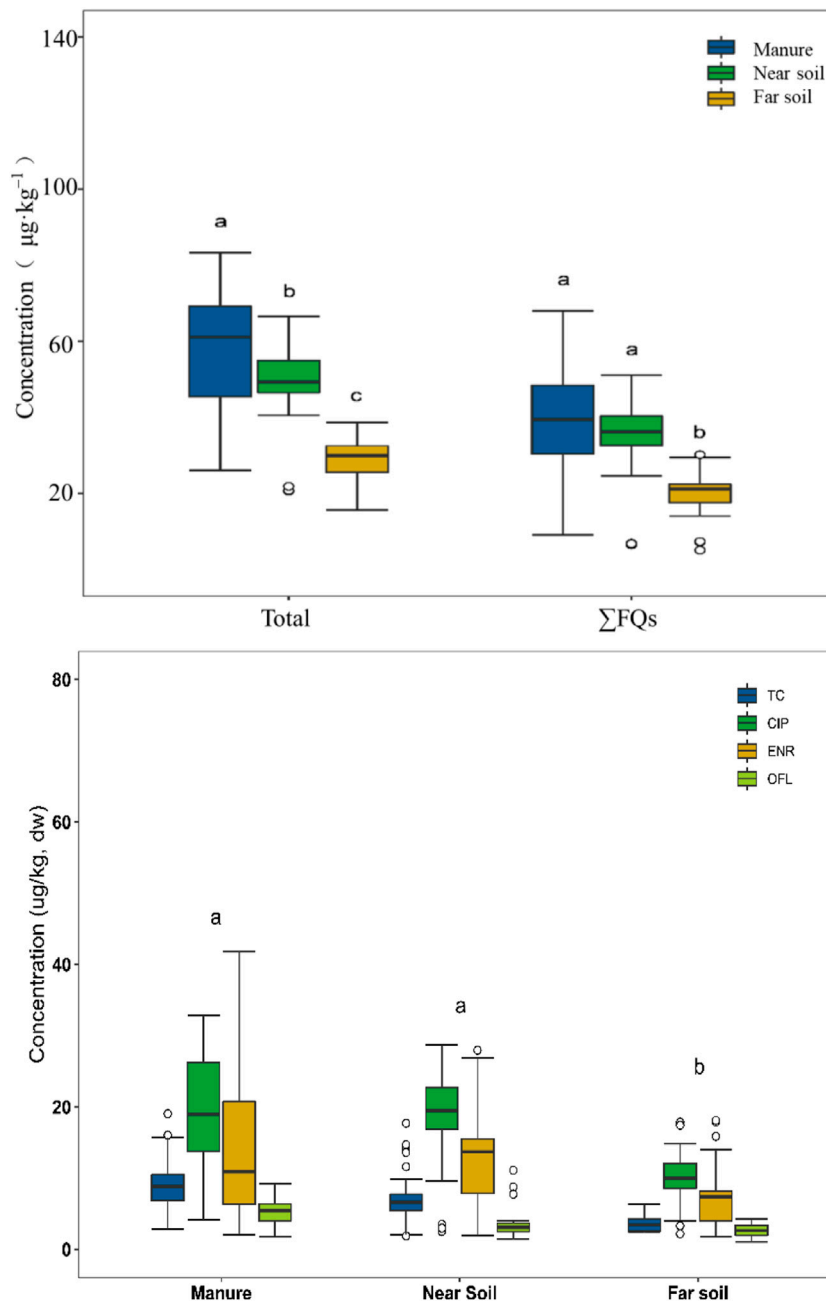 140
Manure
Near soil
Far soil
100
Concentration ( µg·kg⁻¹)
a
a
b
a
60
c
b
20
Total
∑FQs
80
TC
CIP
ENR
OFL
60
Concentration (ug/kg, dw)
a
40
a
b
20
0
Manure
Near Soil
Far soil